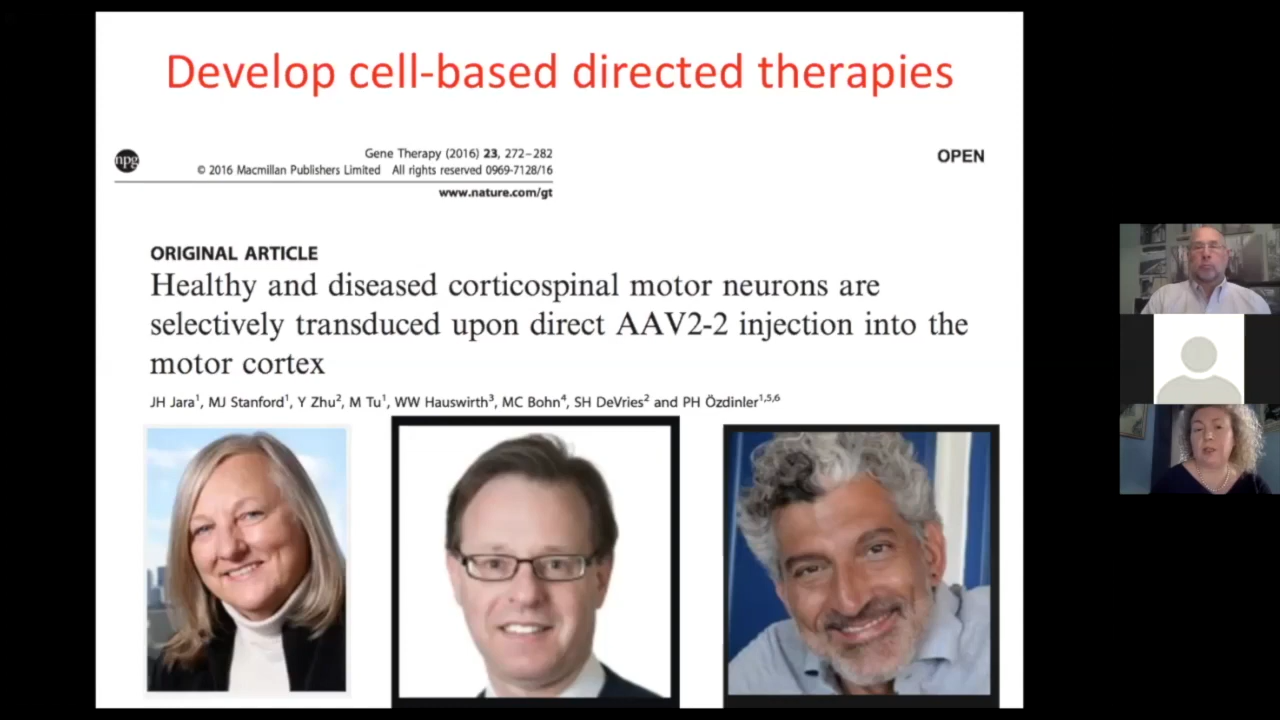 Develop cell-based directed therapies
npg
Gene Therapy (2016) 23, 272–282
© 2016 Macmillan Publishers Limited All rights reserved 0969-7128/16
www.nature.com/gt
OPEN
ORIGINAL ARTICLE
Healthy and diseased corticospinal motor neurons are
selectively transduced upon direct AAV2-2 injection into the
motor cortex
JH Jara1, MJ Stanford1, Y Zhu2, M Tu1, WW Hauswirth3, MC Bohn4, SH DeVries2 and PH Özdinler1,5,6